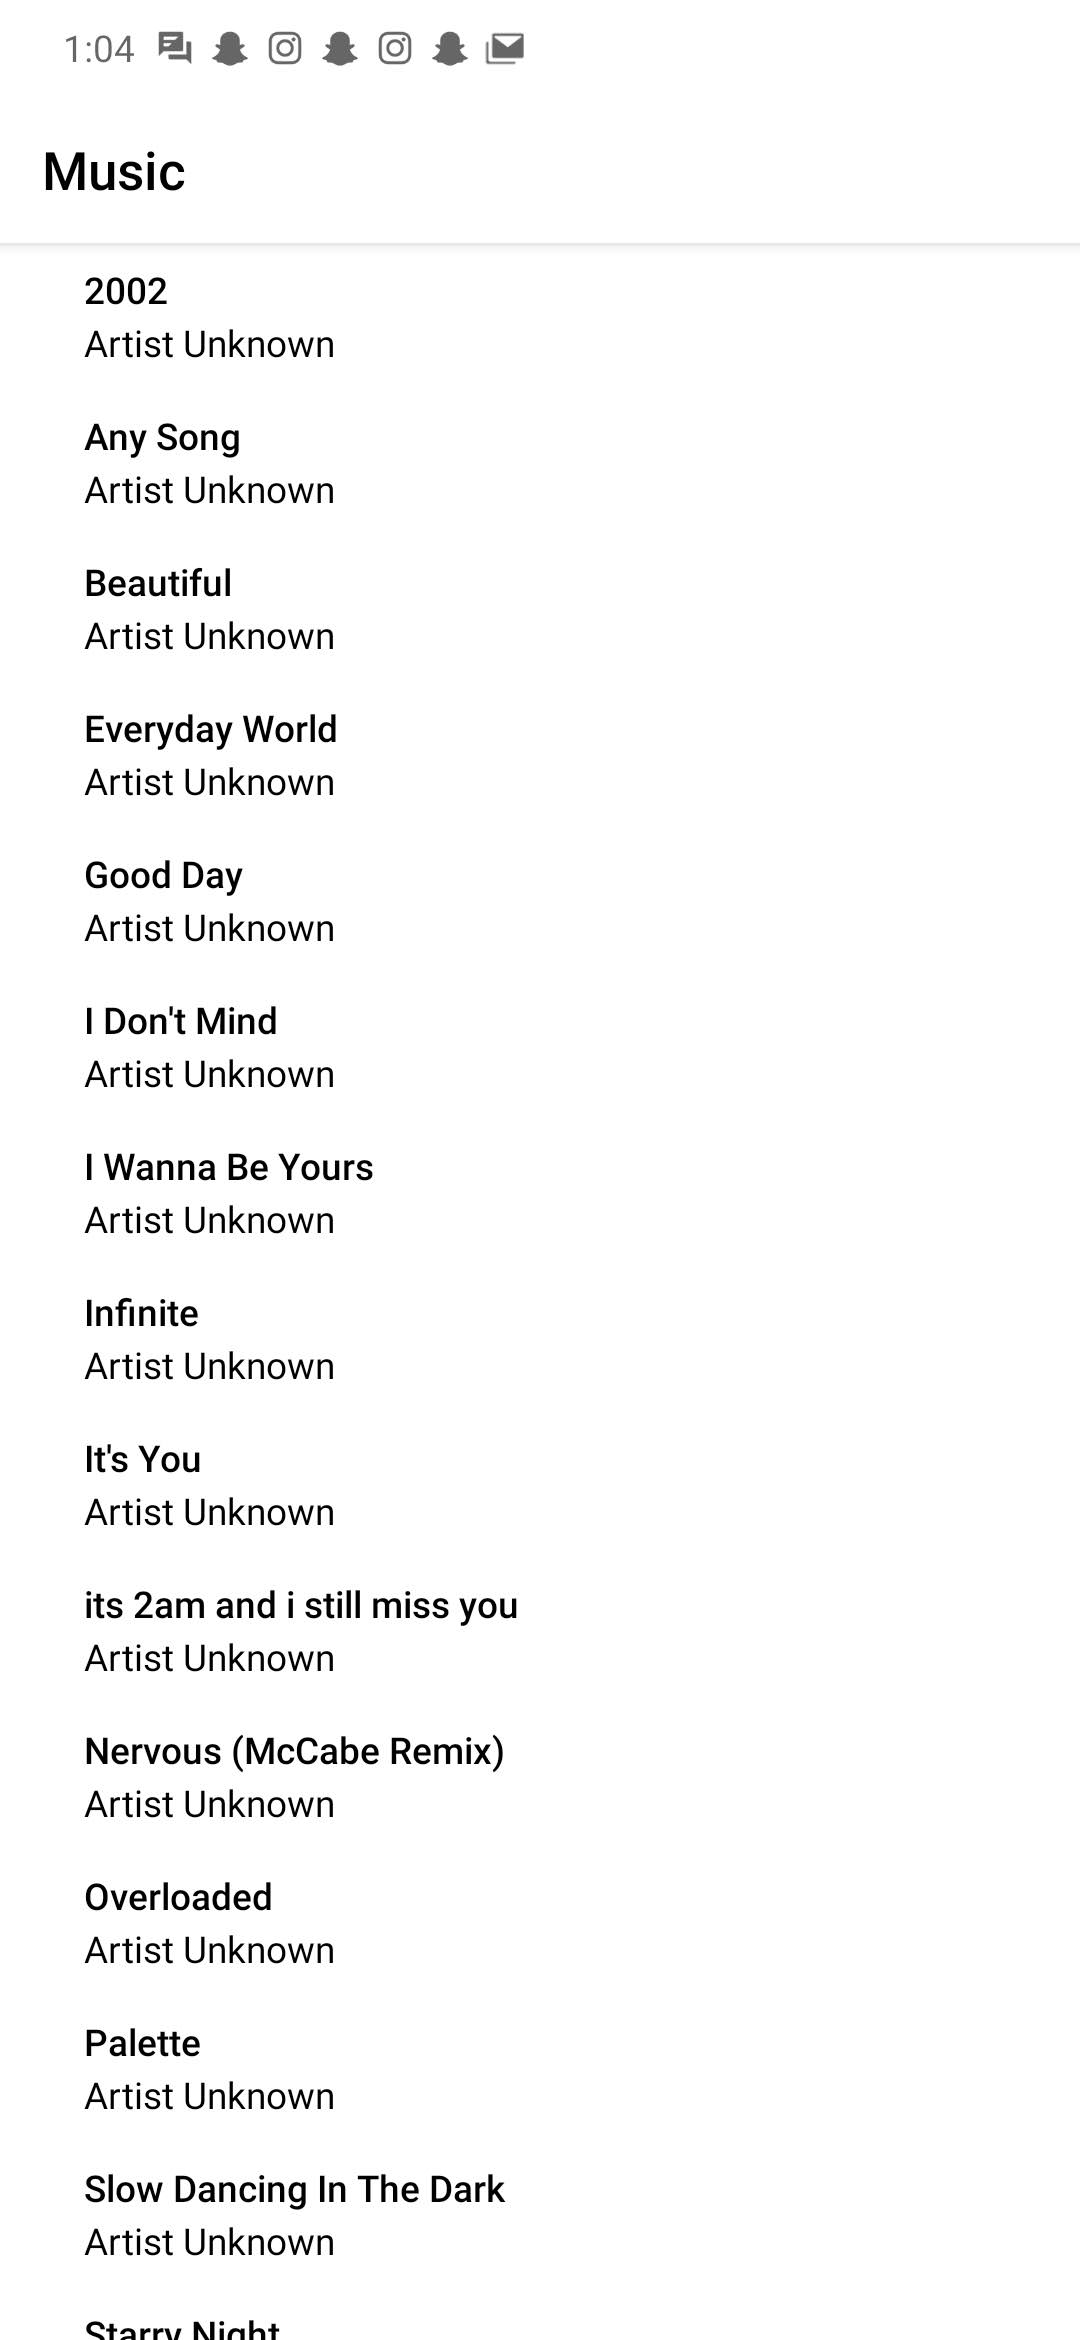 1:04
Music
2002
Artist Unknown
Any Song
Artist Unknown
Beautiful
Artist Unknown
Everyday World
Artist Unknown
Good Day
Artist Unknown
I Don't Mind
Artist Unknown
I Wanna Be Yours
Artist Unknown
Infinite
Artist Unknown
It's You
Artist Unknown
its 2am and i still miss you
Artist Unknown
Nervous (McCabe Remix)
Artist Unknown
Overloaded
Artist Unknown
Palette
Artist Unknown
Slow Dancing In The Dark
Artist Unknown
Starry Night